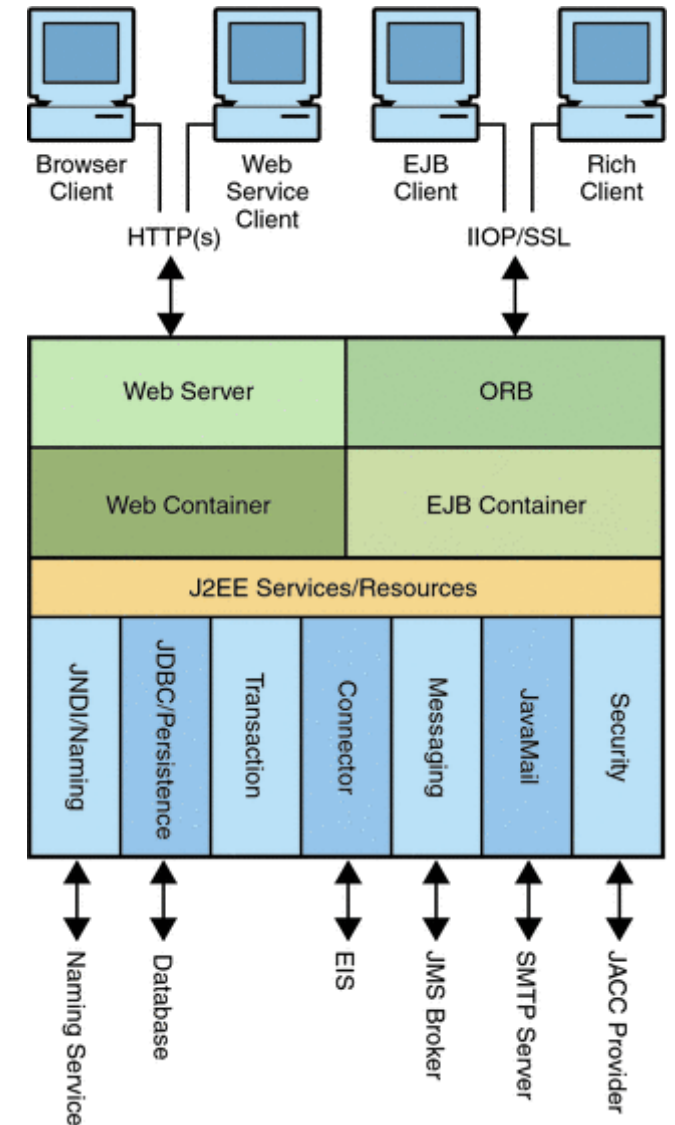 Browser
Client
Web
Service
Client
EJB
Client
Rich
Client
HTTP(s)
IIOP/SSL
Web Server
ORB
Web Container
EJB Container
J2EE Services/Resources
JNDI/Naming
JDBC/Persistence
Transaction
Connector
Messaging
JavaMail
Security
Naming Service
Database
EIS
JMS Broker
SMTP Server
JACC Provider